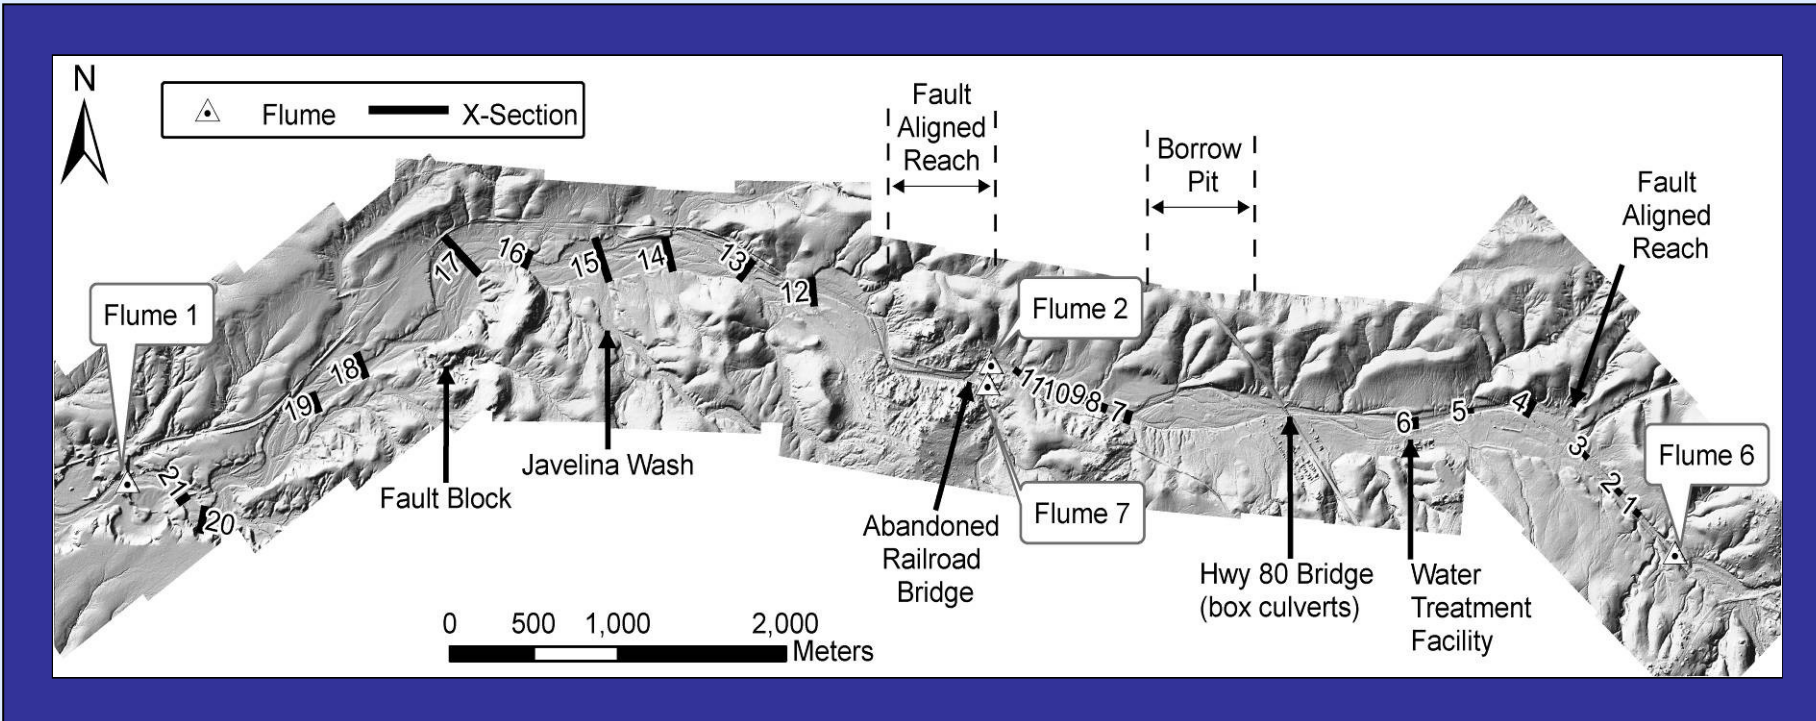 N
Flume
X-Section
Fault
Aligned
Reach
Borrow
Pit
Fault
Aligned
Reach
Flume 1
Flume 2
Flume 7
Flume 6
17
16
15
14
13
12
18
19
21
20
11
10
9
8
7
6
5
4
3
2
1
Fault Block
Javelina Wash
Abandoned
Railroad
Bridge
Hwy 80 Bridge
(box culverts)
Water
Treatment
Facility
0 500 1,000 2,000
Meters